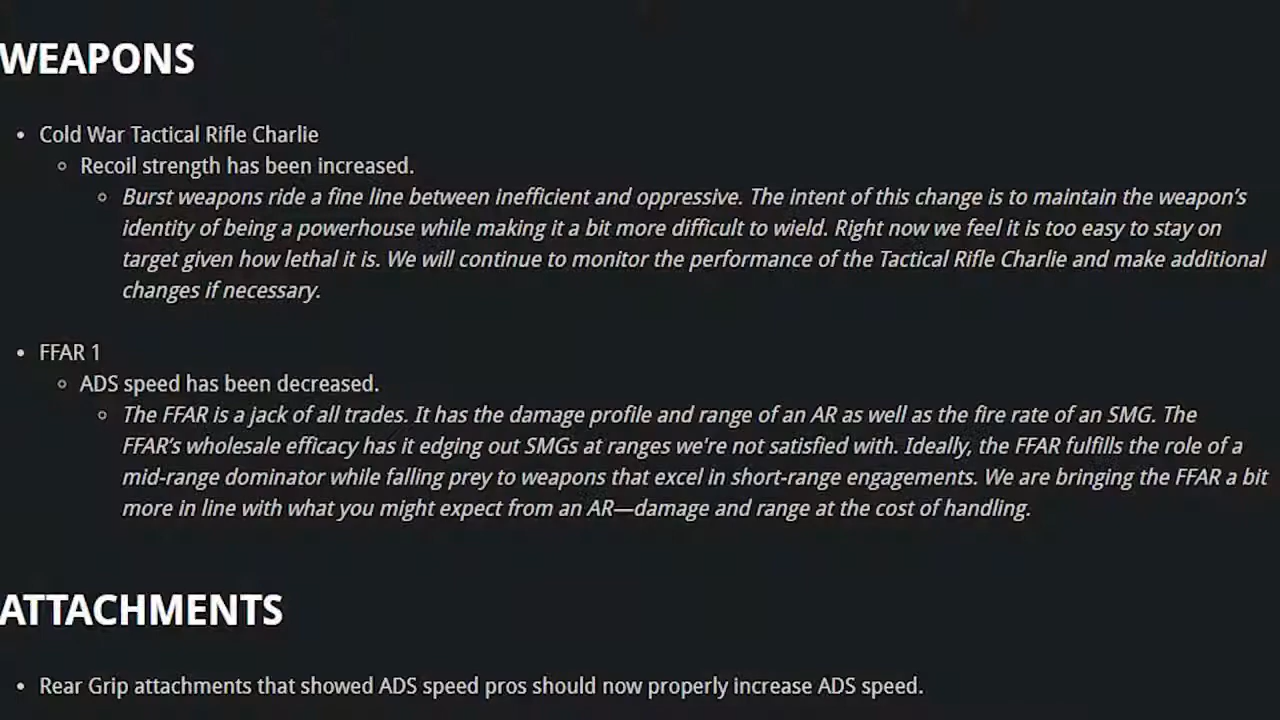 WEAPONS
• Cold War Tactical Rifle Charlie
◦ Recoil strength has been increased.
◦ Burst weapons ride a fine line between inefficient and oppressive. The intent of this change is to maintain the weapon’s
identity of being a powerhouse while making it a bit more difficult to wield. Right now we feel it is too easy to stay on
target given how lethal it is. We will continue to monitor the performance of the Tactical Rifle Charlie and make additional
changes if necessary.
• FFAR 1
◦ ADS speed has been decreased.
◦ The FFAR is a jack of all trades. It has the damage profile and range of an AR as well as the fire rate of an SMG. The
FFAR’s wholesale efficacy has it edging out SMGs at ranges we're not satisfied with. Ideally, the FFAR fulfills the role of a
mid-range dominator while falling prey to weapons that excel in short-range engagements. We are bringing the FFAR a bit
more in line with what you might expect from an AR—damage and range at the cost of handling.
ATTACHMENTS
• Rear Grip attachments that showed ADS speed pros should now properly increase ADS speed.